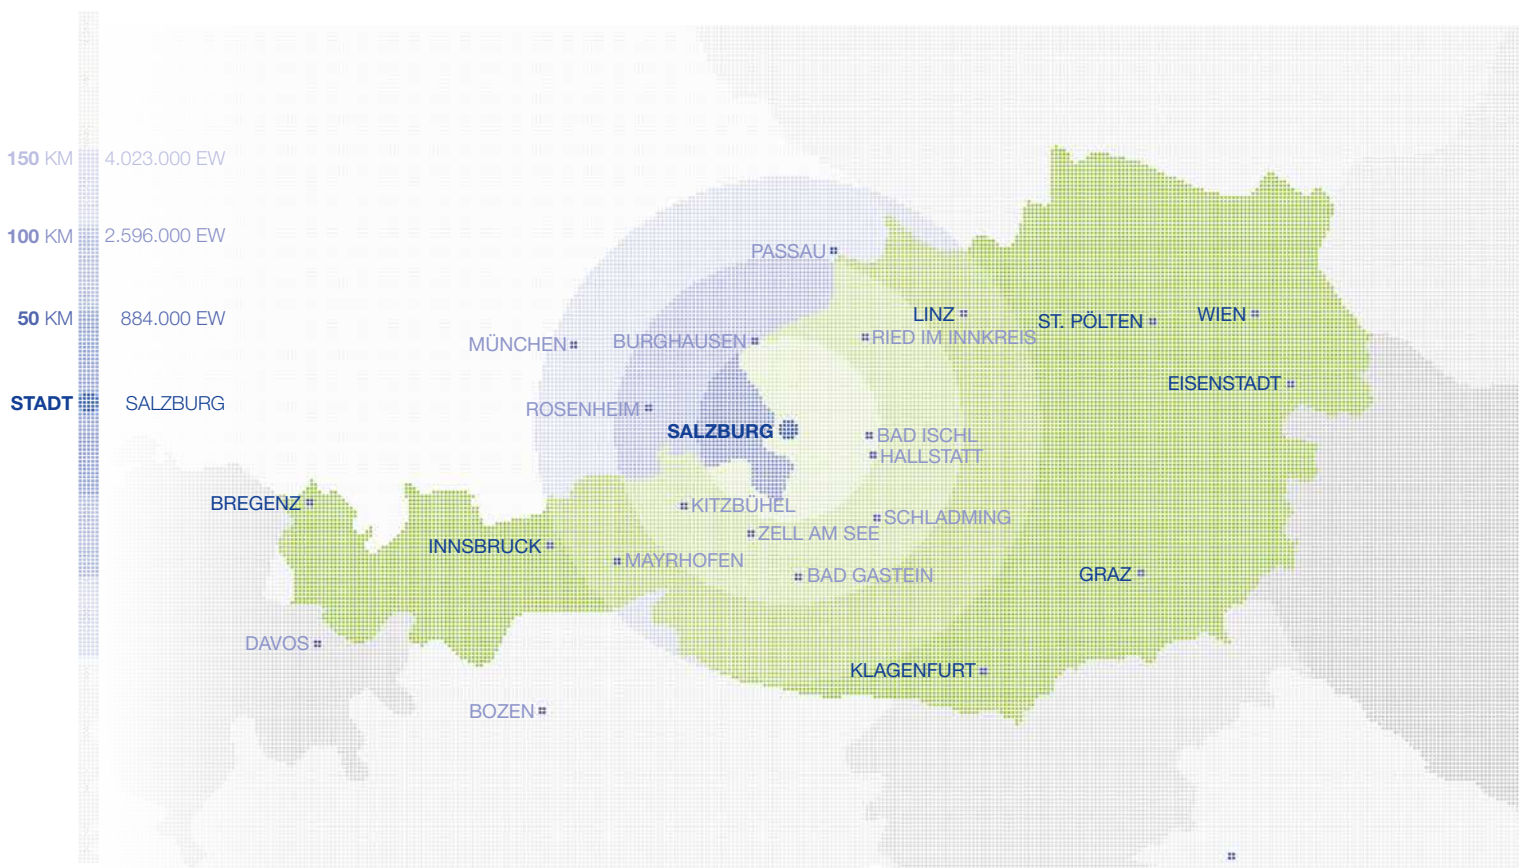 150 KM 4.023.000 EW
100 KM 2.596.000 EW
50 KM 884.000 EW
STADT SALZBURG
PASSAU
LINZ
ST. PÖLTEN
WIEN
MÜNCHEN
BURGHAUSEN
RIED IM INNKREIS
EISENSTADT
ROSENHEIM
SALZBURG
BAD ISCHL
HALLSTATT
BREGENZ
KITZBÜHEL
SCHLADMING
INNSBRUCK
ZELL AM SEE
MAYRHOFEN
BAD GASTEIN
GRAZ
DAVOS
KLAGENFURT
BOZEN